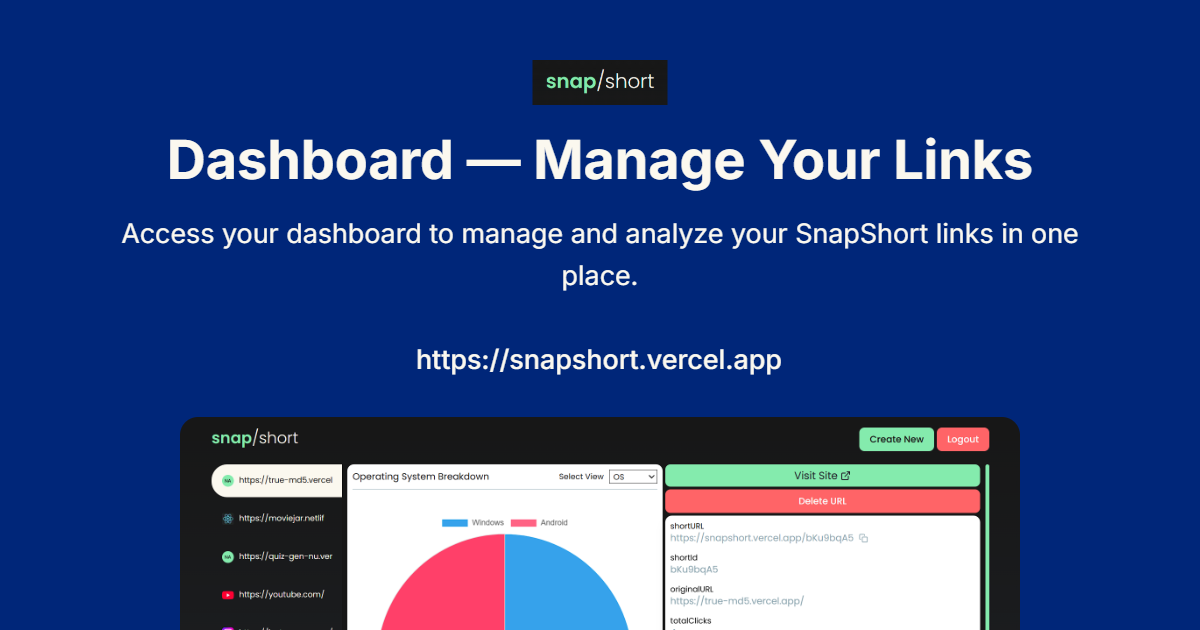 snap/short
Dashboard — Manage Your Links
Access your dashboard to manage and analyze your SnapShort links in one
place.
https://snapshort.vercel.app
snap/short
Create New
Logout
NA
https://true-md5.vercel
https://moviejar.netlif
NA
https://quiz-gen-nu.ver
https://youtube.com/
Operating System Breakdown
Select View
OS
Windows
Android
Visit Site
Delete URL
shortURL
https://snapshort.vercel.app/bKu9bqA5
shortId
bKu9bqA5
originalURL
https://true-md5.vercel.app/
totalClicks